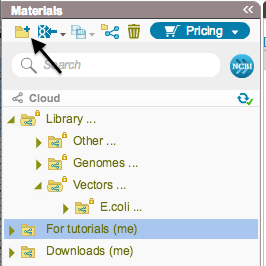 Materials
Pricing
Search
NCBI
Cloud
Library ...
Other ...
Genomes ...
Vectors ...
E.coli ...
For tutorials (me)
Downloads (me)